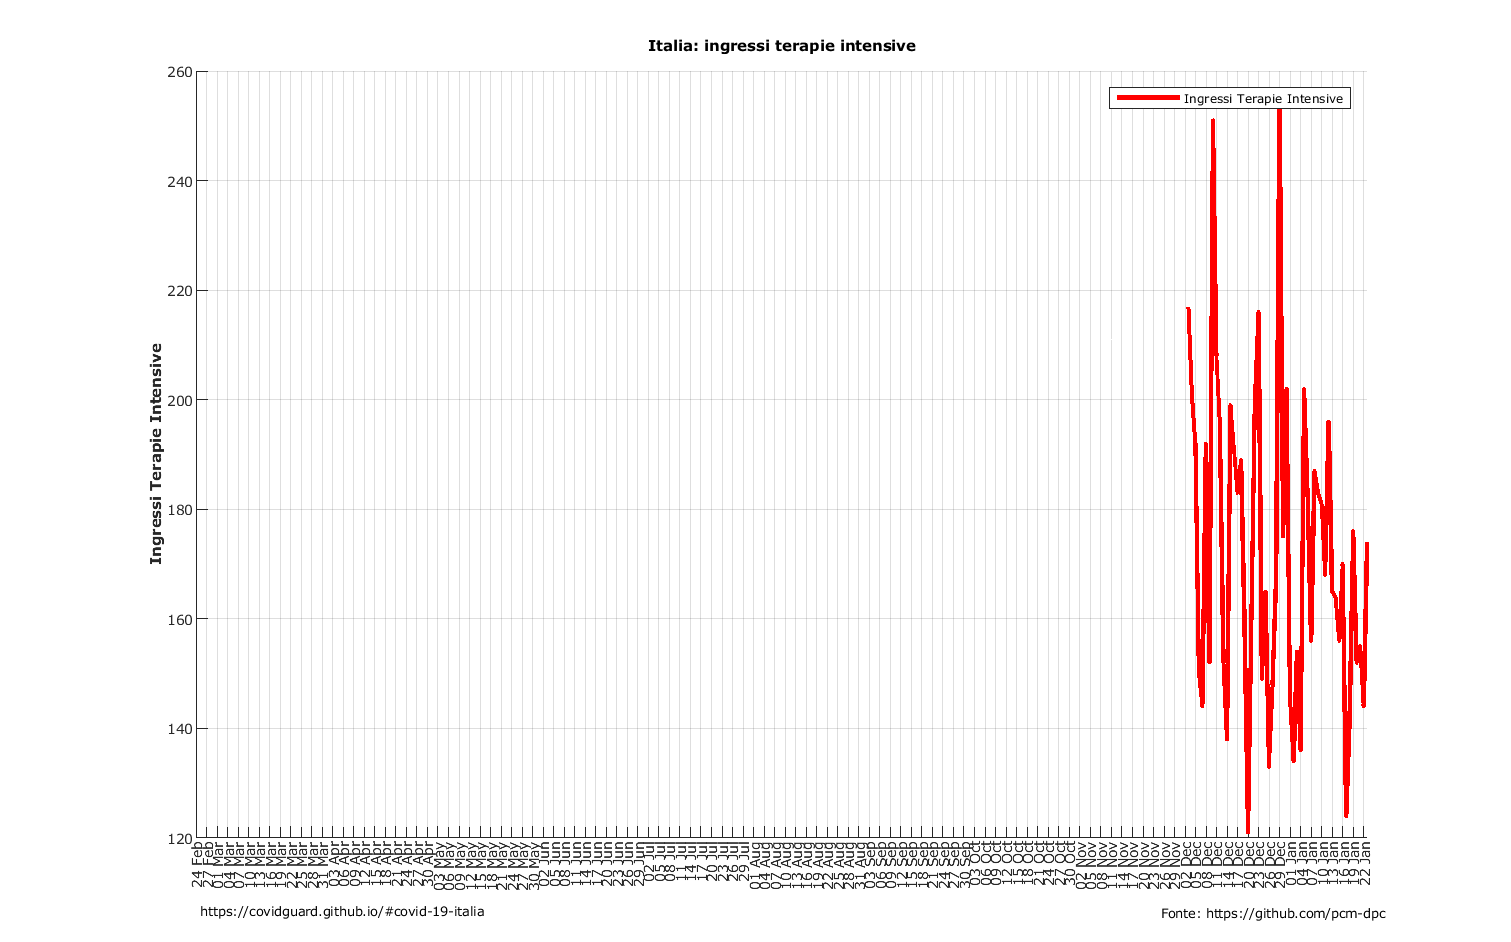 Italia: ingressi terapie intensive
Ingressi Terapie Intensive
260
240
220
200
180
160
140
120
Ingressi Terapie Intensive
24 Feb
27 Feb
01 Mar
04 Mar
07 Mar
10 Mar
13 Mar
16 Mar
19 Mar
22 Mar
25 Mar
28 Mar
31 Mar
03 Apr
06 Apr
09 Apr
12 Apr
15 Apr
18 Apr
21 Apr
24 Apr
27 Apr
30 Apr
03 May
06 May
09 May
12 May
15 May
18 May
21 May
24 May
27 May
30 May
02 Jun
05 Jun
08 Jun
11 Jun
14 Jun
17 Jun
20 Jun
23 Jun
26 Jun
29 Jun
02 Jul
05 Jul
08 Jul
11 Jul
14 Jul
17 Jul
20 Jul
23 Jul
26 Jul
29 Jul
01 Aug
04 Aug
07 Aug
10 Aug
13 Aug
16 Aug
19 Aug
22 Aug
25 Aug
28 Aug
31 Aug
03 Sep
06 Sep
09 Sep
12 Sep
15 Sep
18 Sep
21 Sep
24 Sep
27 Sep
30 Sep
03 Oct
06 Oct
09 Oct
12 Oct
15 Oct
18 Oct
21 Oct
24 Oct
27 Oct
30 Oct
02 Nov
05 Nov
08 Nov
11 Nov
14 Nov
17 Nov
20 Nov
23 Nov
26 Nov
29 Nov
02 Dec
05 Dec
08 Dec
11 Dec
14 Dec
17 Dec
20 Dec
23 Dec
26 Dec
29 Dec
01 Jan
04 Jan
07 Jan
10 Jan
13 Jan
16 Jan
19 Jan
22 Jan
https://covidguard.github.io/#covid-19-italia
Fonte: https://github.com/pcm-dpc